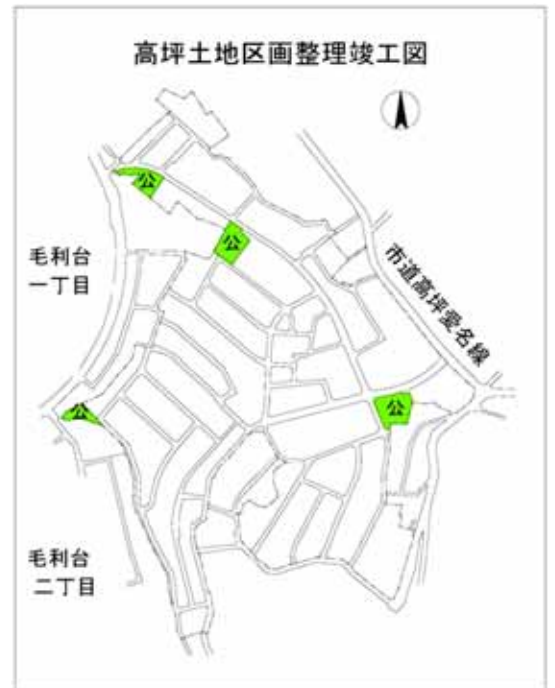 高坪土地区画整理竣工図
公
公
毛利台
一丁目
市道高坪愛名線
公
公
毛利台
二丁目